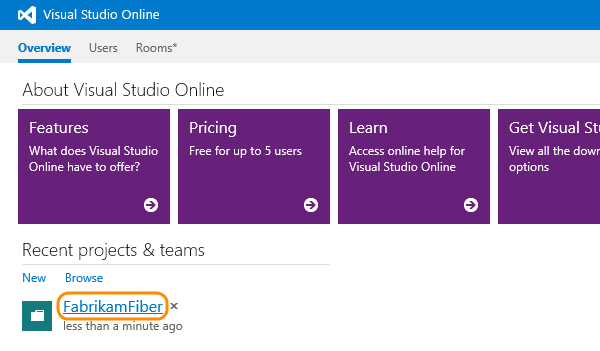 Visual Studio Online
Overview Users Rooms*
About Visual Studio Online
Features
What does Visual Studio
Online have to offer?
Pricing
Free for up to 5 users
Learn
Access online help for
Visual Studio Online
Get Visual St
View all the down
options
Recent projects & teams
New Browse
FabrikamFiber ×
less than a minute ago